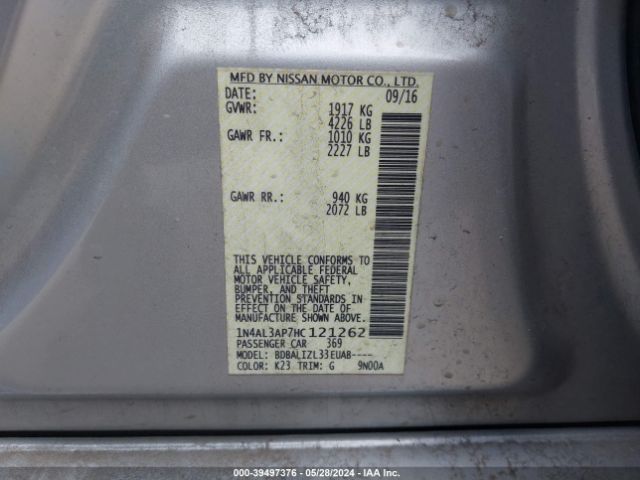 MFD BY NISSAN MOTOR CO., LTD.
DATE: 09/16
GVWR: 1917 KG
4226 LB
GAWR FR.: 1010 KG
2227 LB
GAWR RR.: 940 KG
2072 LB
THIS VEHICLE CONFORMS TO
ALL APPLICABLE FEDERAL
MOTOR VEHICLE SAFETY,
BUMPER, AND THEFT
PREVENTION STANDARDS IN
EFFECT ON THE DATE OF
MANUFACTURE SHOWN ABOVE.
1N4AL3AP7HC121262
PASSENGER CAR 369
MODEL: BDBALIZL33EUAB----
COLOR: K23 TRIM: G 9N00A
000-39497376 - 05/28/2024 - IAA Inc.